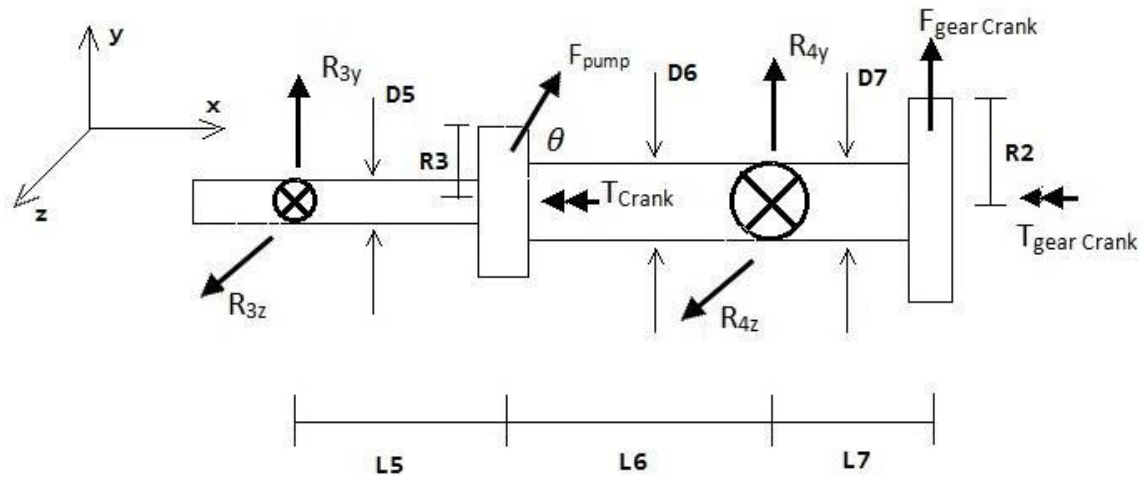 y
x
z
R3y
D5
Fpump
θ
R3
TCrank
R3z
D6
R4y
D7
Fgear Crank
R2
Tgear Crank
R4z
L5
L6
L7